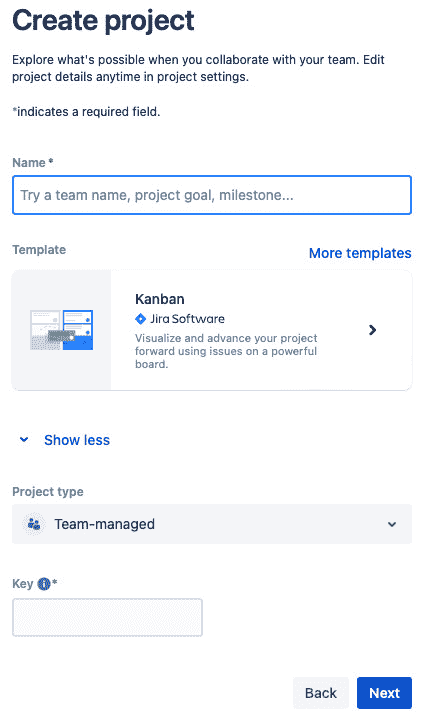 Create project
Explore what's possible when you collaborate with your team. Edit
project details anytime in project settings.
*indicates a required field.
Name *
Try a team name, project goal, milestone...
Template
More templates
Kanban
Jira Software
Visualize and advance your project
forward using issues on a powerful
board.
Show less
Project type
Team-managed
Key i *
Back Next